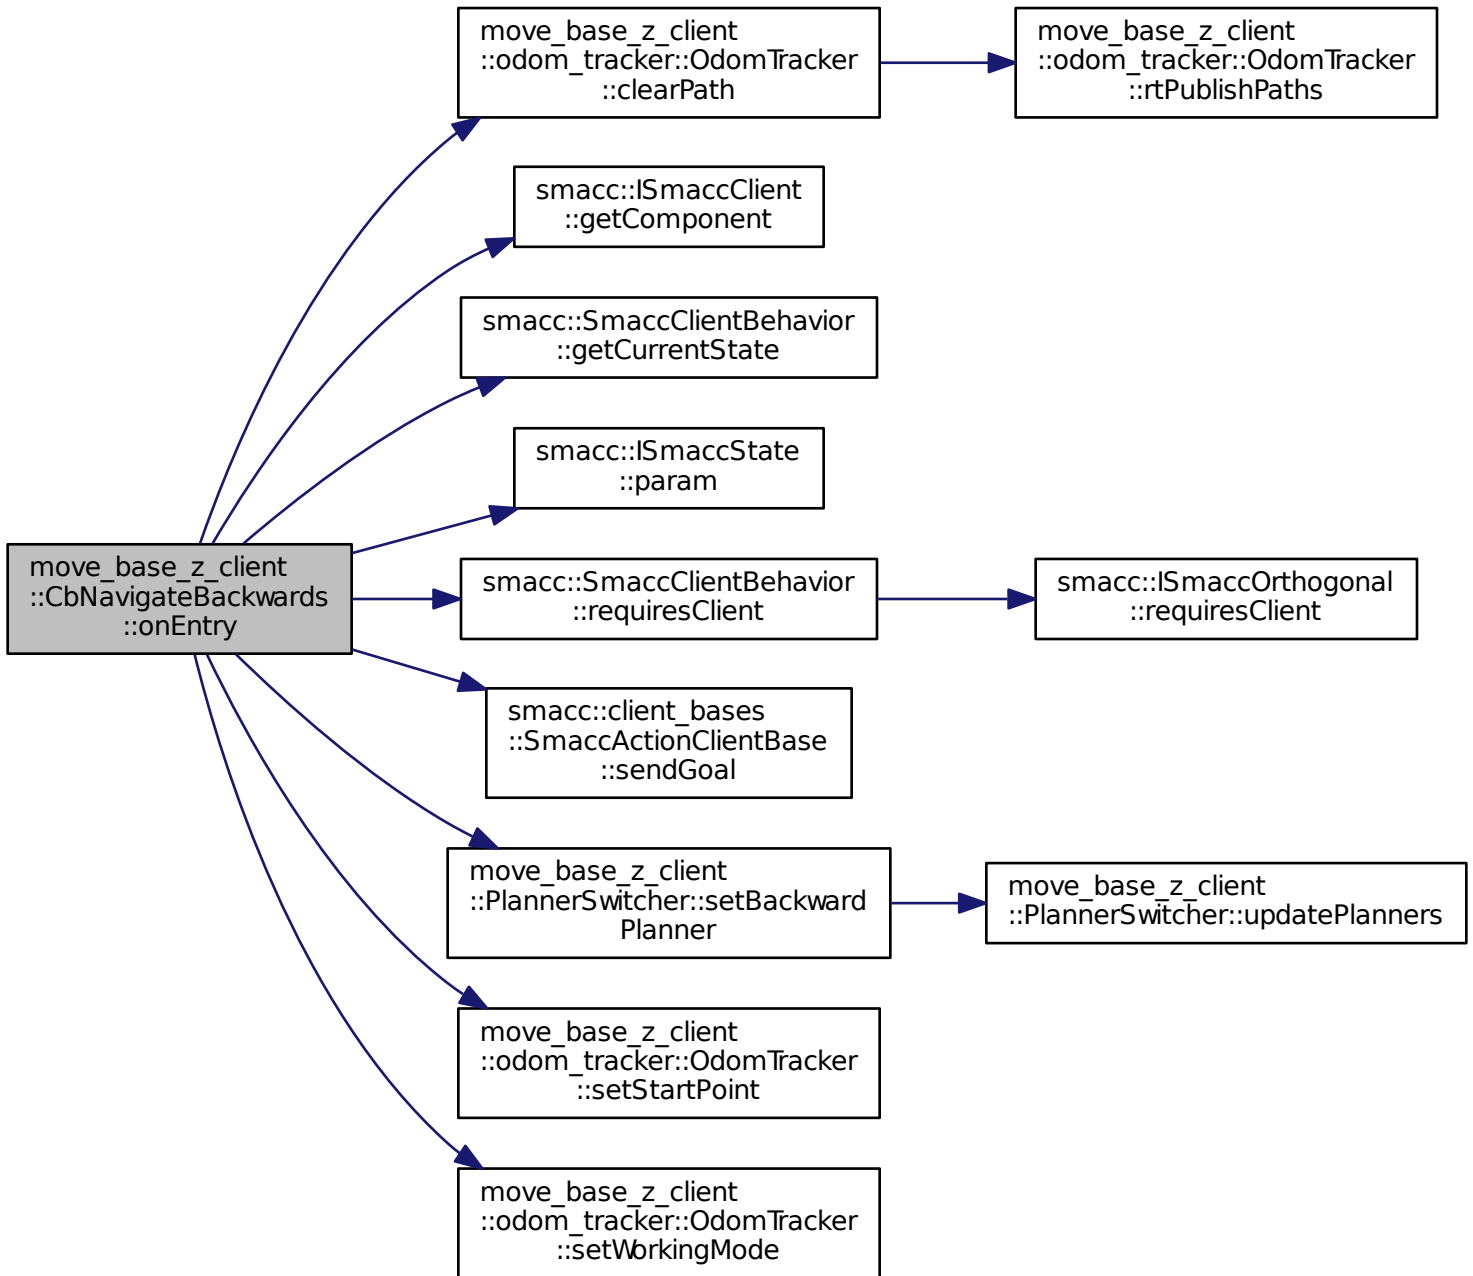 move_base_z_client
::odom_tracker::OdomTracker
::clearPath
move_base_z_client
::odom_tracker::OdomTracker
::rtPublishPaths
smacc::ISmaccClient
::getComponent
smacc::SmaccClientBehavior
::getCurrentState
smacc::ISmaccState
::param
move_base_z_client
::CbNavigateBackwards
::onEntry
smacc::SmaccClientBehavior
::requiresClient
smacc::ISmaccOrthogonal
::requiresClient
smacc::client_bases
::SmaccActionClientBase
::sendGoal
move_base_z_client
::PlannerSwitcher::setBackward
Planner
move_base_z_client
::PlannerSwitcher::updatePlanners
move_base_z_client
::odom_tracker::OdomTracker
::setStartPoint
move_base_z_client
::odom_tracker::OdomTracker
::setWorkingMode